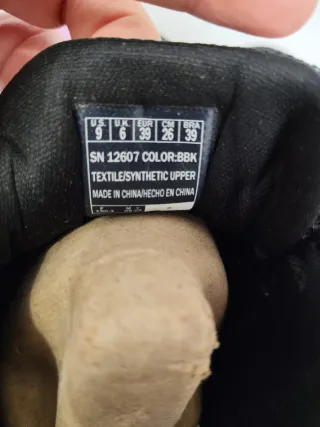 U.S. U.K. EUR CM BRA
9 6 39 26 39
SN 12607 COLOR:BBK
TEXTILE/SYNTHETIC UPPER
MADE IN CHINA/HECHO EN CHINA